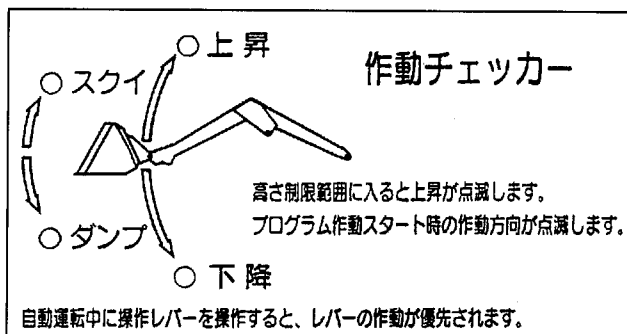 ○上昇
作動チェッカー
○スクイ
高さ制限範囲に入ると上昇が点滅します。
プログラム作動スタート時の作動方向が点滅します。
○ダンプ
○下降
自動運転中に操作レバーを操作すると、レバーの作動が優先されます。